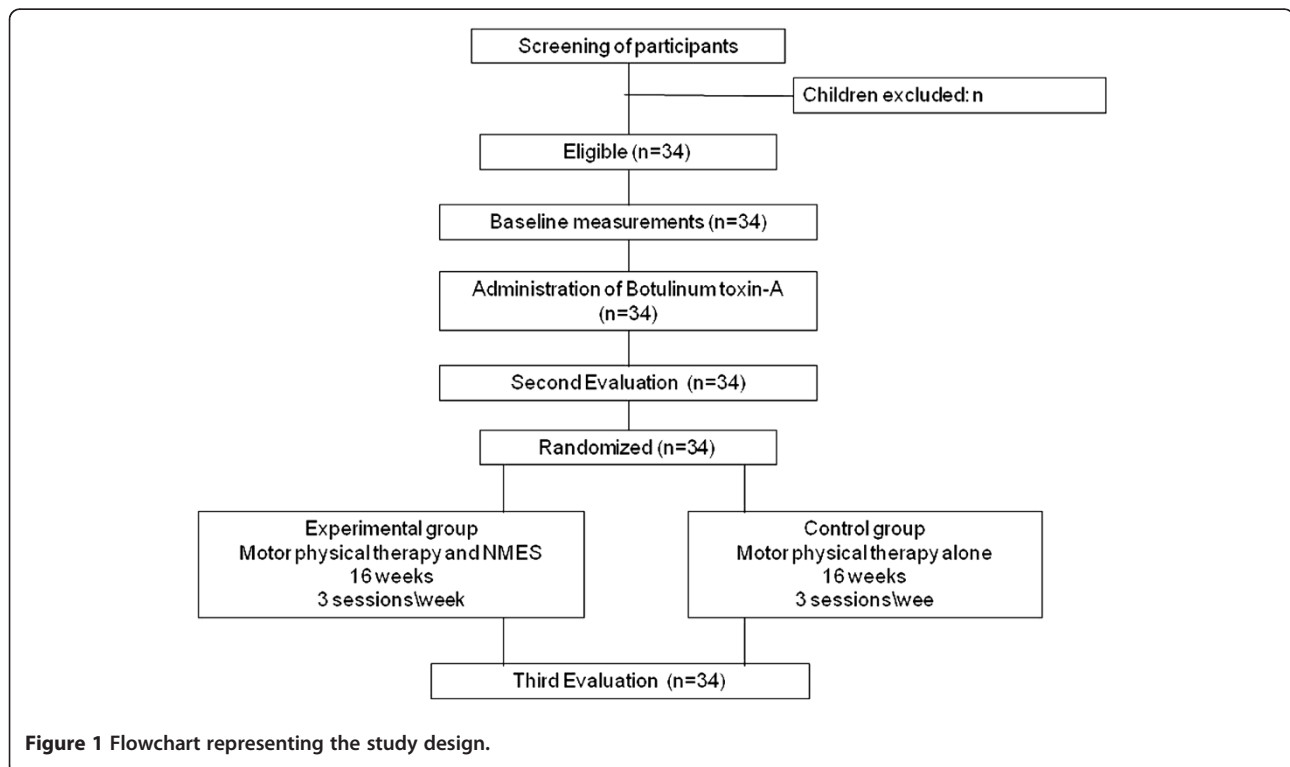 Screening of participants
Children excluded: n
Eligible (n=34)
Baseline measurements (n=34)
Administration of Botulinum toxin-A
(n=34)
Second Evaluation (n=34)
Randomized (n=34)
Experimental group
Motor physical therapy and NMES
16 weeks
3 sessions\week
Control group
Motor physical therapy alone
16 weeks
3 sessions\wee
Third Evaluation (n=34)
Figure 1 Flowchart representing the study design.